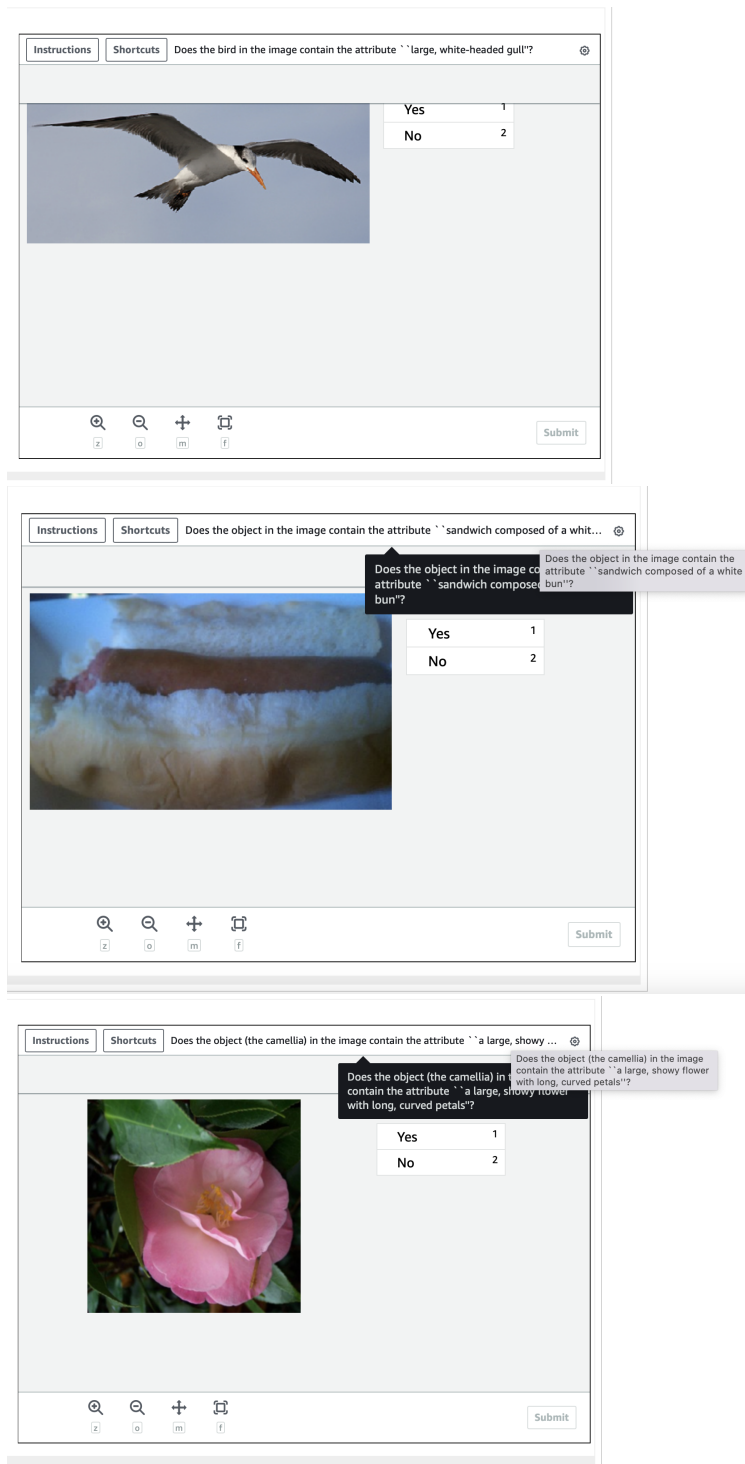 Instructions Shortcuts Does the bird in the image contain the attribute ``large, white-headed gull''?
Yes 1
No 2
z o m f
Submit
Instructions Shortcuts Does the object in the image contain the attribute ``sandwich composed of a whit...
Does the object in the image co
attribute ``sandwich compose
bun''?
Does the object in the image contain the
attribute ``sandwich composed of a white
bun''?
Yes 1
No 2
z o m f
Submit
Instructions Shortcuts Does the object (the camellia) in the image contain the attribute ``a large, showy ...
Does the object (the camellia) in t
contain the attribute ``a large, showy flower
with long, curved petals''?
Does the object (the camellia) in the image
contain the attribute ``a large, showy flower
with long, curved petals''?
Yes 1
No 2
z o m f
Submit